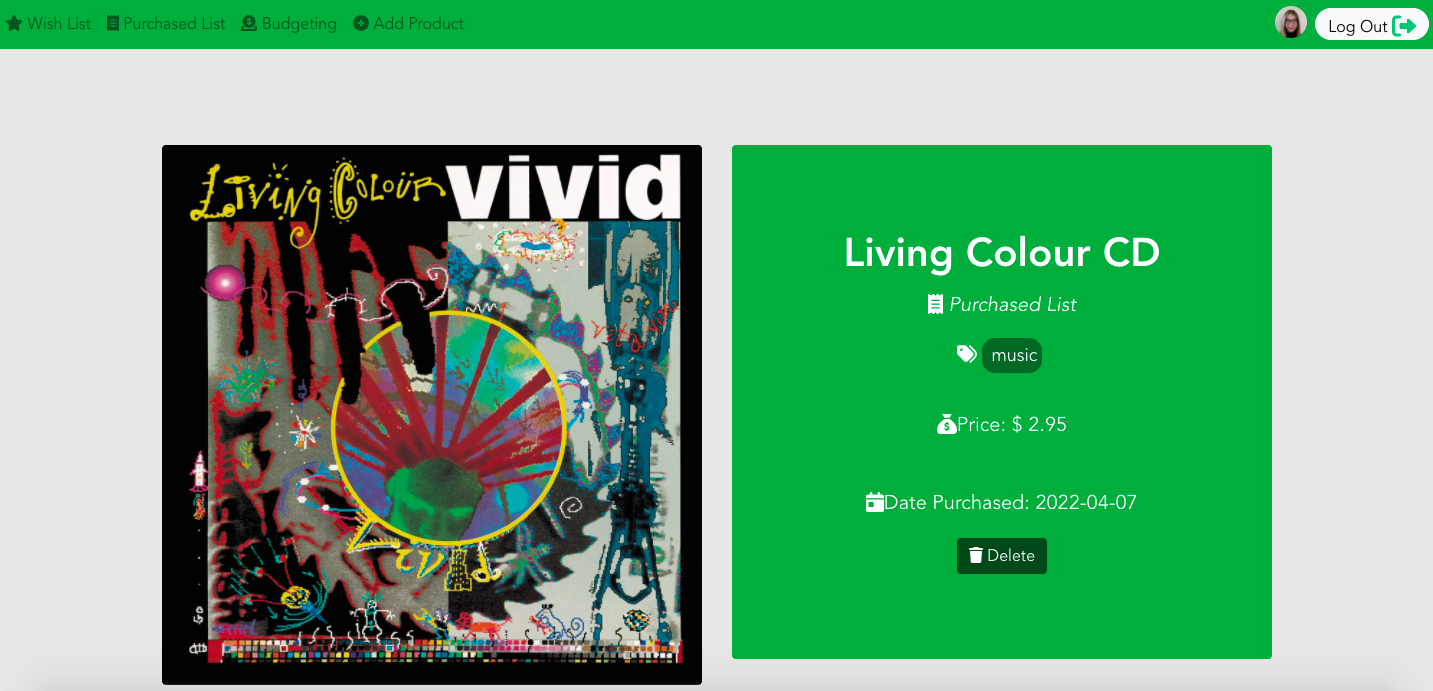 Wish List Purchased List Budgeting Add Product Log Out
Living Colour vivid
Living Colour CD
Purchased List
music
Price: $ 2.95
Date Purchased: 2022-04-07
Delete